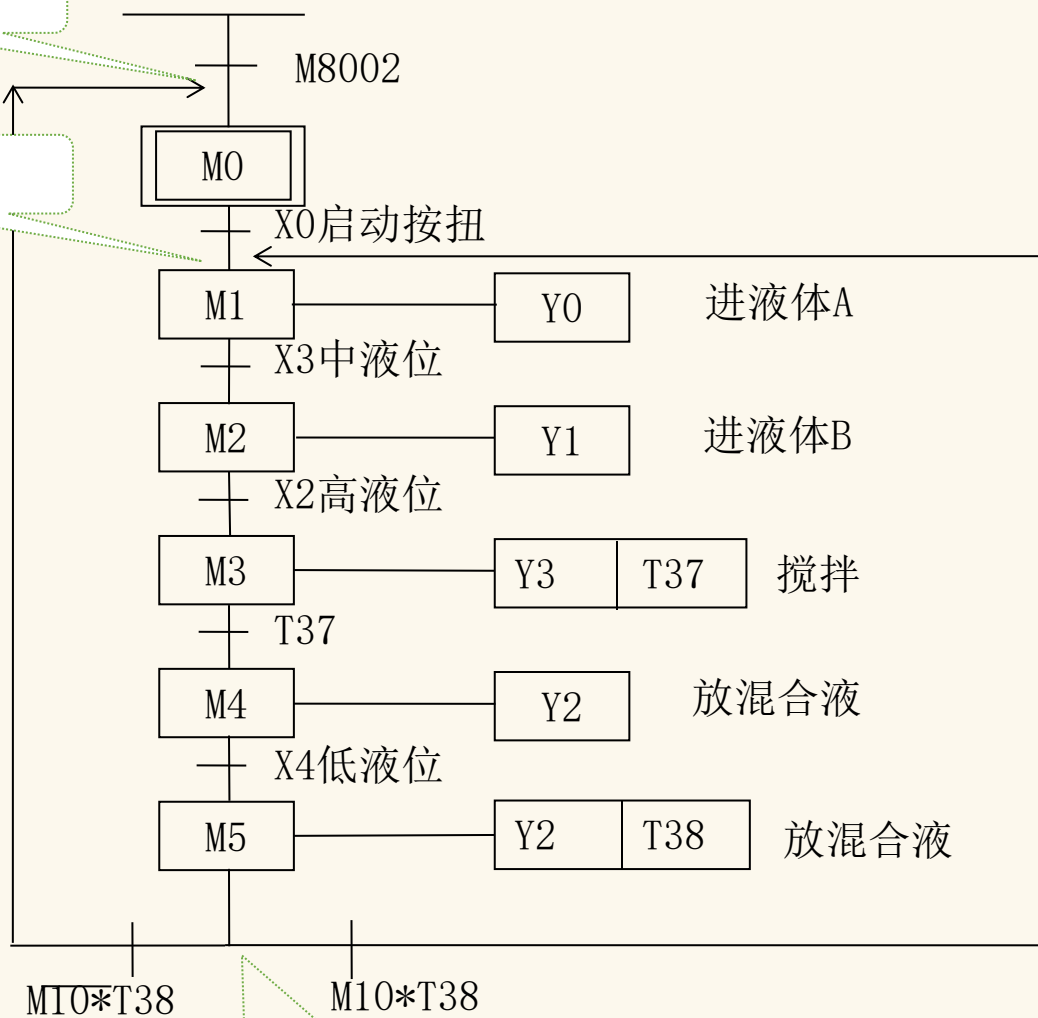 M8002
M0
X0启动按扭
M1 Y0 进液体A
X3中液位
M2 Y1 进液体B
X2高液位
M3 Y3 T37 搅拌
T37
M4 Y2 放混合液
X4低液位
M5 Y2 T38 放混合液
M10*T38 M10*T38